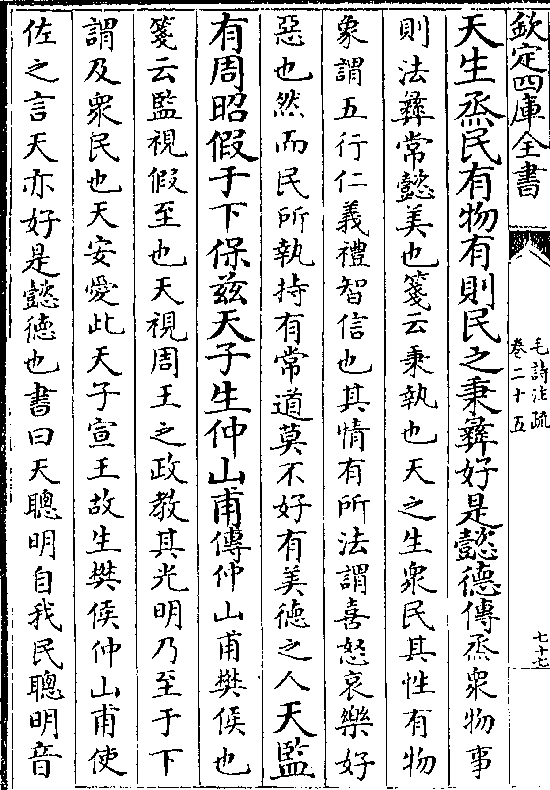 欽定四庫全書
毛詩注疏
卷二十五
七十七
天生烝民有物有則民之秉彝好是懿德傳烝衆物事
則法彝常懿美也箋云秉執也天之生衆民其性有物
象謂五行仁義禮智信也其情有所法謂喜怒哀樂好
惡也然而民所執持有常道莫不好有美德之人天監
有周昭假于下保兹天子生仲山甫傳仲山甫樊侯也
箋云監視假至也天視周王之政教其光明乃至于下
謂及衆民也天安愛此天子宣王故生樊侯仲山甫使
佐之言天亦好是懿德也書曰天聰明自我民聰明音